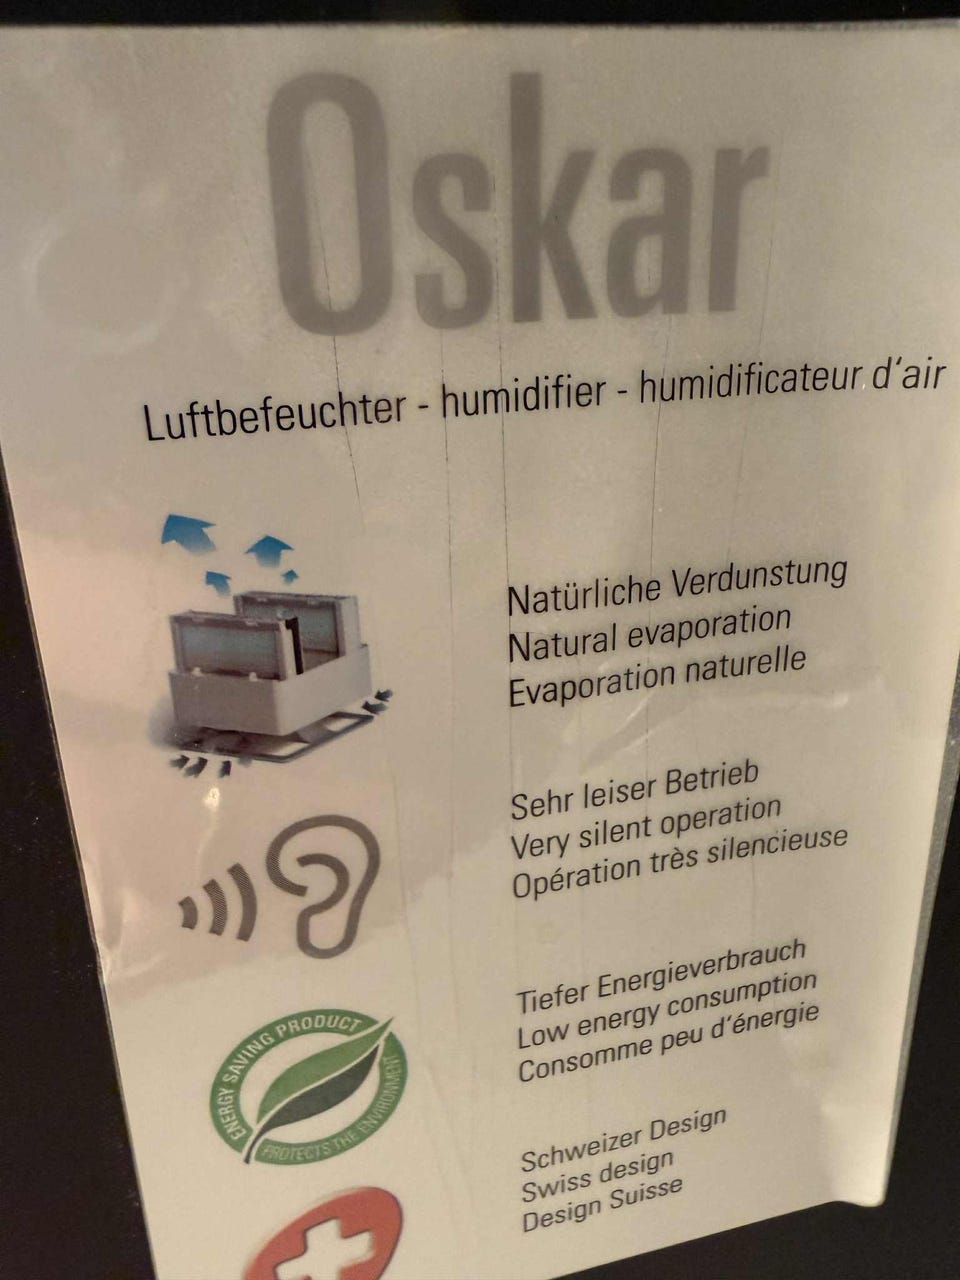 Oskar
Luftbefeuchter - humidifier - humidificateur d'air
Natürliche Verdunstung
Natural evaporation
Evaporation naturelle
Sehr leiser Betrieb
Very silent operation
Opération très silencieuse
ENERGY SAVING PRODUCT
PROTECTS THE ENVIRONMENT
Tiefer Energieverbrauch
Low energy consumption
Consomme peu d'énergie
Schweizer Design
Swiss design
Design Suisse